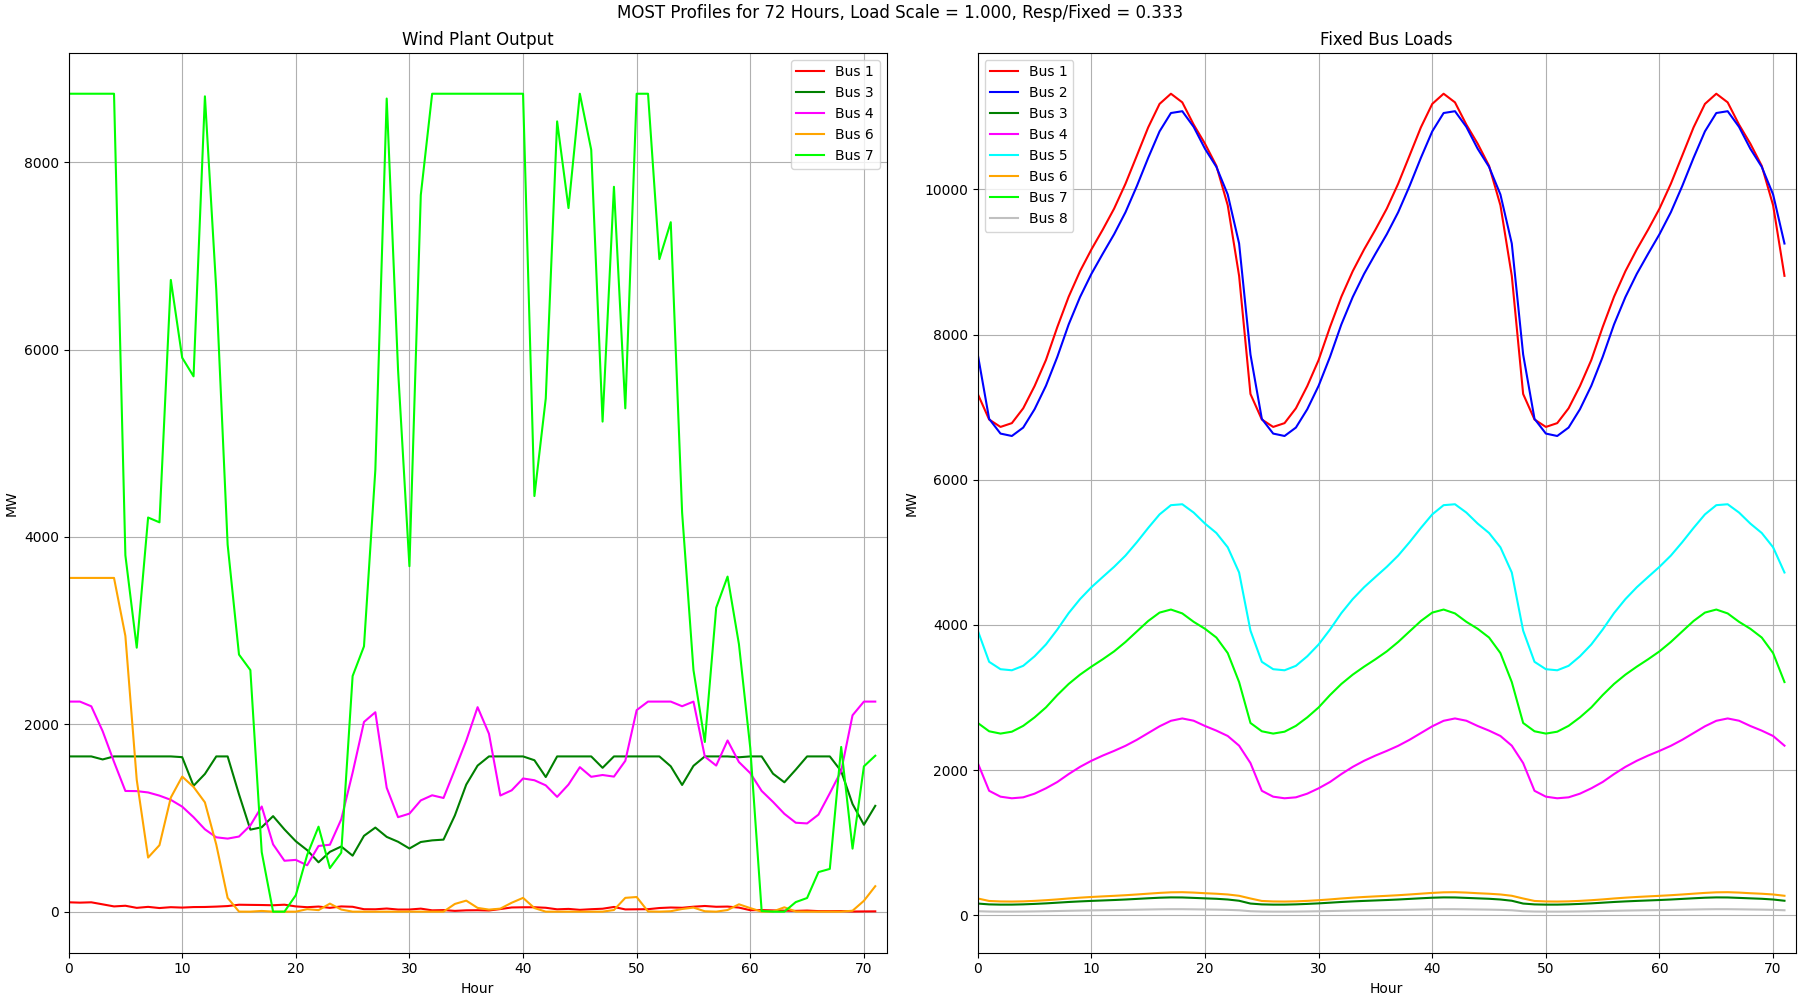 MOST Profiles for 72 Hours, Load Scale = 1.000, Resp/Fixed = 0.333
Wind Plant Output
MW
8000
6000
4000
2000
0
0 10 20 30 40 50 60 70
Hour
Bus 1
Bus 3
Bus 4
Bus 6
Bus 7
Fixed Bus Loads
MW
10000
8000
6000
4000
2000
0
0 10 20 30 40 50 60 70
Hour
Bus 1
Bus 2
Bus 3
Bus 4
Bus 5
Bus 6
Bus 7
Bus 8